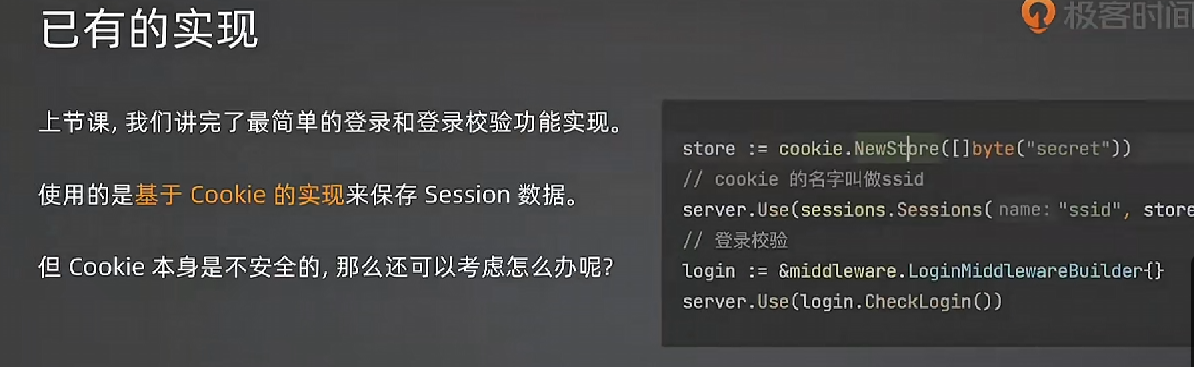 已有的实现
极客时间
上节课, 我们讲完了最简单的登录和登录校验功能实现。
使用的是基于 Cookie 的实现来保存 Session 数据。
但 Cookie 本身是不安全的, 那么还可以考虑怎么办呢?
store := cookie.NewStore([]byte("secret"))
// cookie 的名字叫做ssid
server.Use(sessions.Sessions( name: "ssid", store
// 登录校验
login := &middleware.LoginMiddlewareBuilder{}
server.Use(login.CheckLogin())